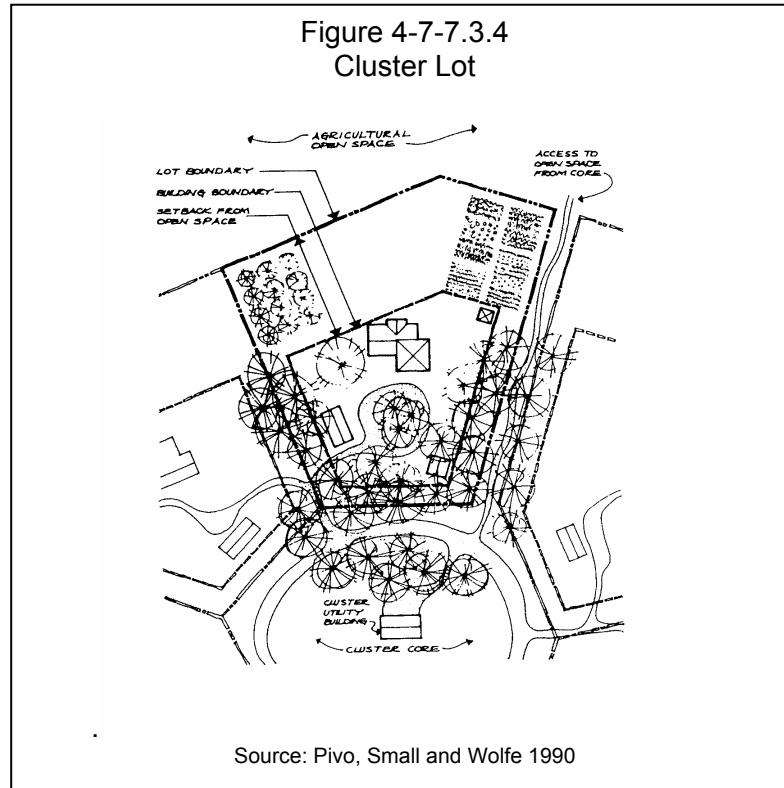 Figure 4-7-7.3.4
Cluster Lot
AGRICULTURAL
OPEN SPACE
ACCESS TO
OPEN SPACE
FROM CORE
LOT BOUNDARY
BUILDING BOUNDARY
SETBACK FROM
OPEN SPACE
CLUSTER
UTILITY
BUILDING
CLUSTER CORE
.
Source: Pivo, Small and Wolfe 1990